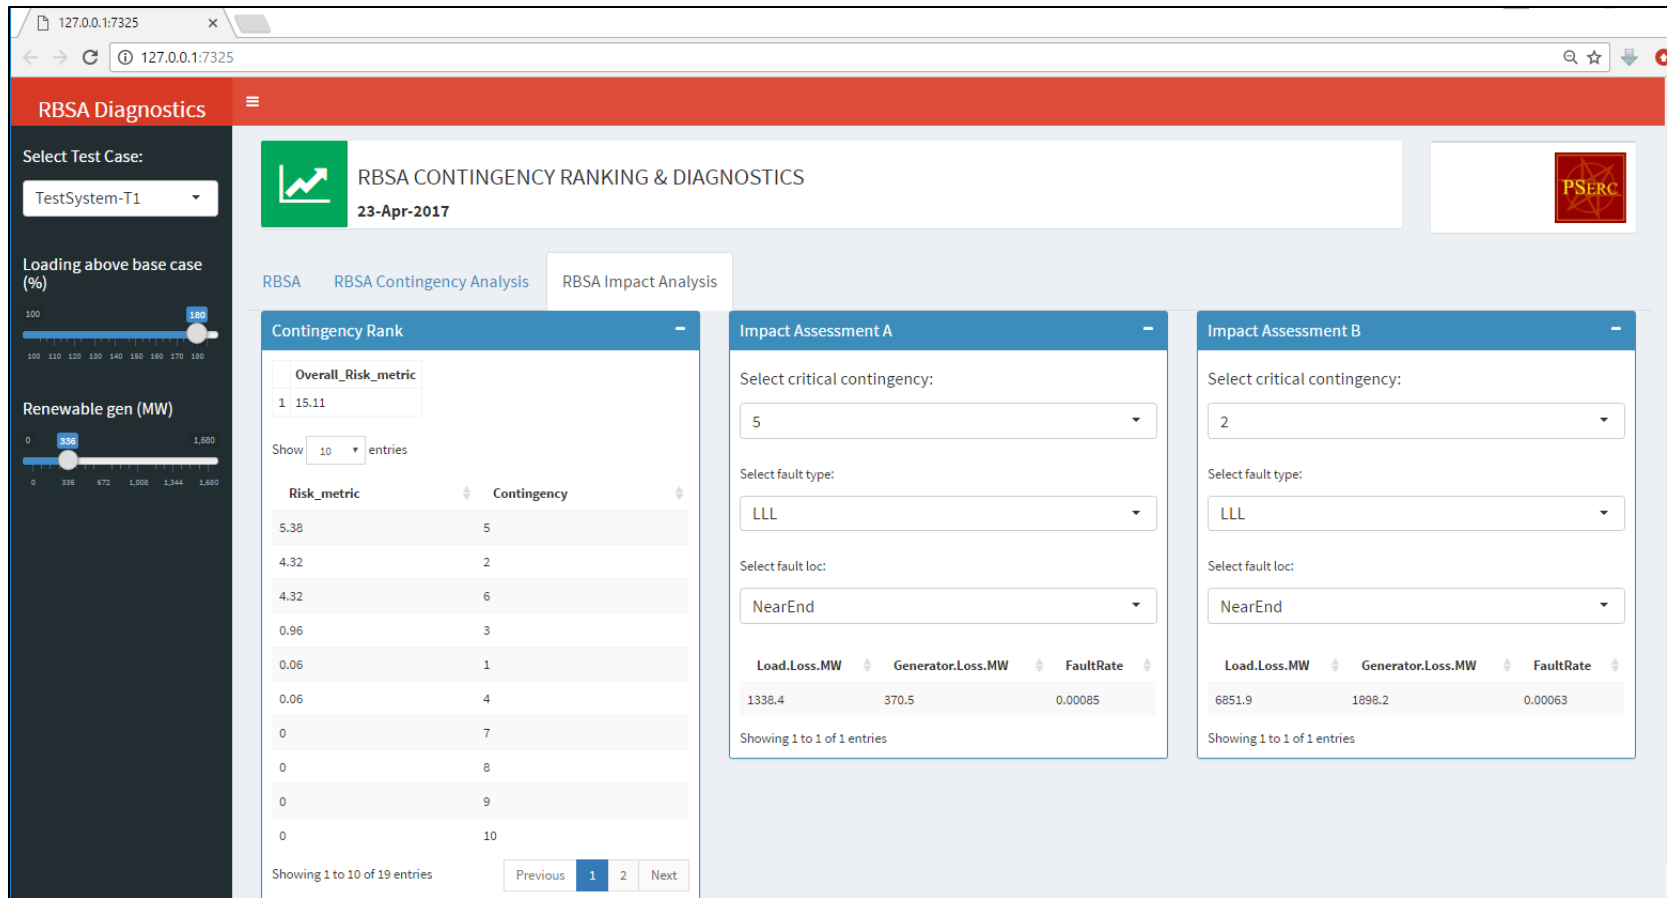 127.0.0.1:7325
127.0.0.1:7325
RBSA Diagnostics
Select Test Case:
TestSystem-T1
Loading above base case
(%)
100 180
100 110 120 130 140 150 160 170 180
Renewable gen (MW)
0 336 1,680
0 336 672 1,008 1,344 1,680
RBSA CONTINGENCY RANKING & DIAGNOSTICS
23-Apr-2017
PSERC
RBSA RBSA Contingency Analysis RBSA Impact Analysis
Contingency Rank
Overall_Risk_metric
1 15.11
Show 10 entries
Risk_metric Contingency
5.38 5
4.32 2
4.32 6
0.96 3
0.06 1
0.06 4
0 7
0 8
0 9
0 10
Showing 1 to 10 of 19 entries Previous 1 2 Next
Impact Assessment A
Select critical contingency:
5
Select fault type:
LLL
Select fault loc:
NearEnd
Load.Loss.MW Generator.Loss.MW FaultRate
1338.4 370.5 0.00085
Showing 1 to 1 of 1 entries
Impact Assessment B
Select critical contingency:
2
Select fault type:
LLL
Select fault loc:
NearEnd
Load.Loss.MW Generator.Loss.MW FaultRate
6851.9 1898.2 0.00063
Showing 1 to 1 of 1 entries